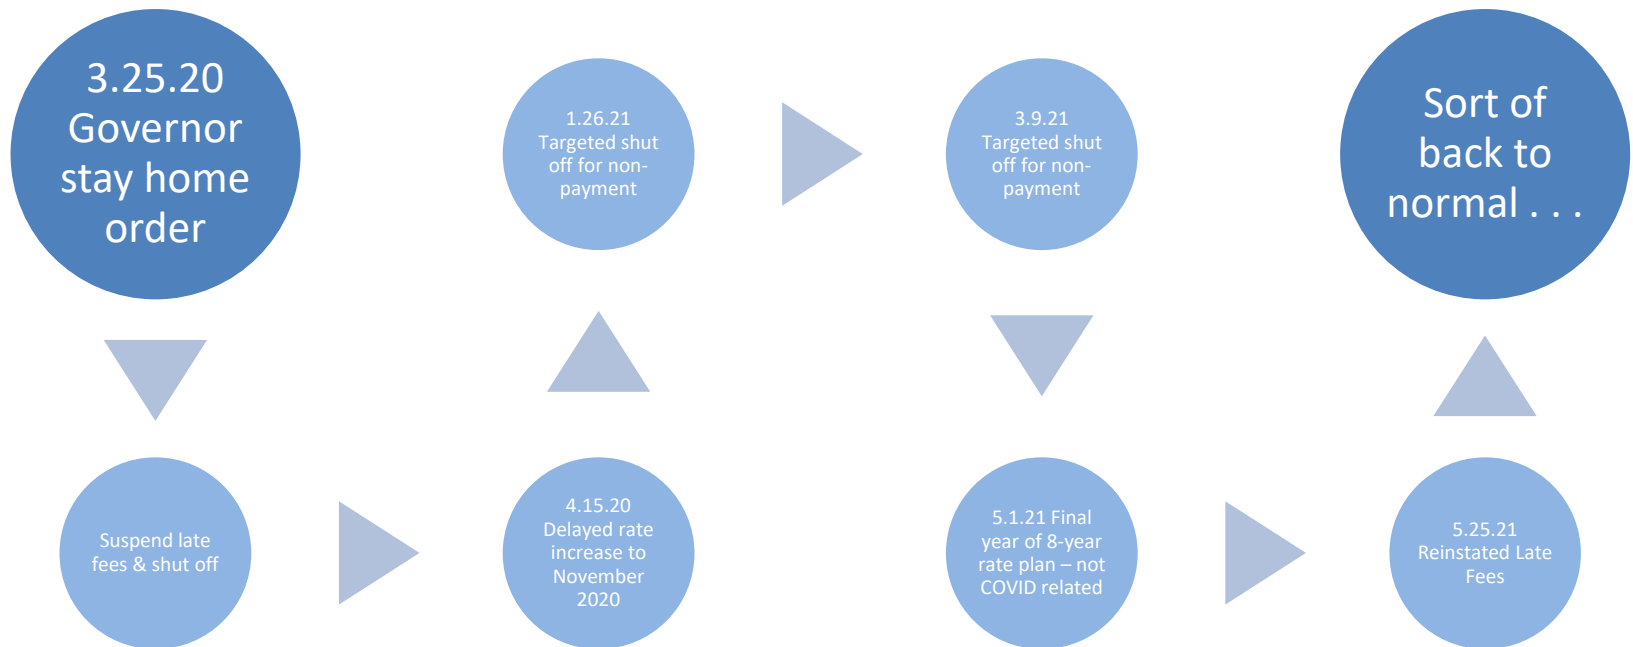 3.25.20
Governor
stay home
order
Suspend late
fees & shut off
4.15.20
Delayed rate
increase to
November
2020
1.26.21
Targeted shut
off for non-
payment
3.9.21
Targeted shut
off for non-
payment
5.1.21 Final
year of 8-year
rate plan – not
COVID related
5.25.21
Reinstated Late
Fees
Sort of
back to
normal . . .